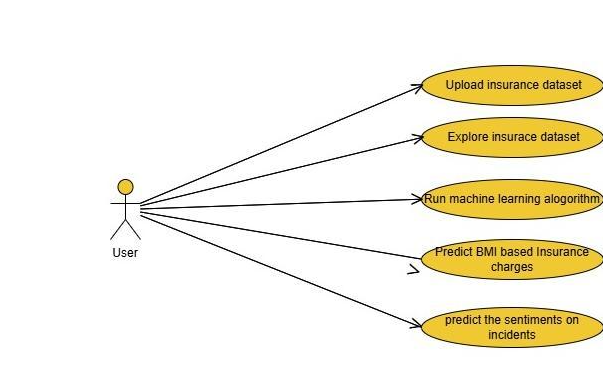 Upload insurance dataset
Explore insurace dataset
Run machine learning alogorithm
Predict BMI based Insurance
charges
User
predict the sentiments on
incidents